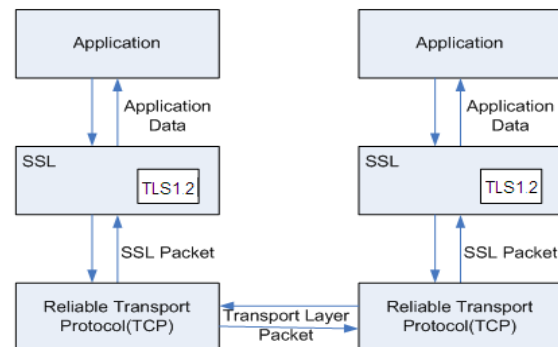 Application
Application
Application
Data
Application
Data
SSL
TLS1.2
SSL
TLS1.2
SSL Packet
SSL Packet
Reliable Transport
Protocol(TCP)
Transport Layer
Packet
Reliable Transport
Protocol(TCP)